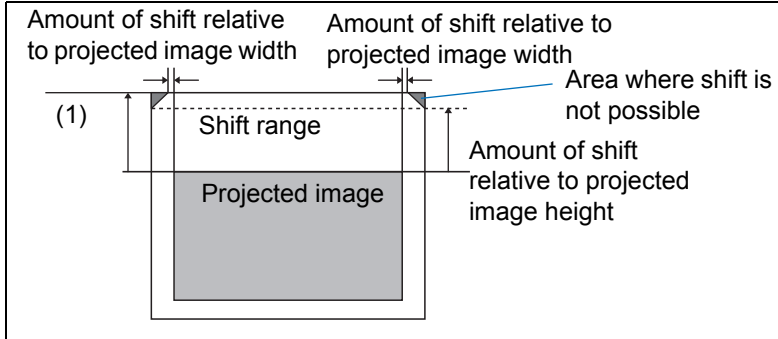 Amount of shift relative
to projected image width
Amount of shift relative to
projected image width
Area where shift is
not possible
(1)
Shift range
Amount of shift
relative to projected
image height
Projected image